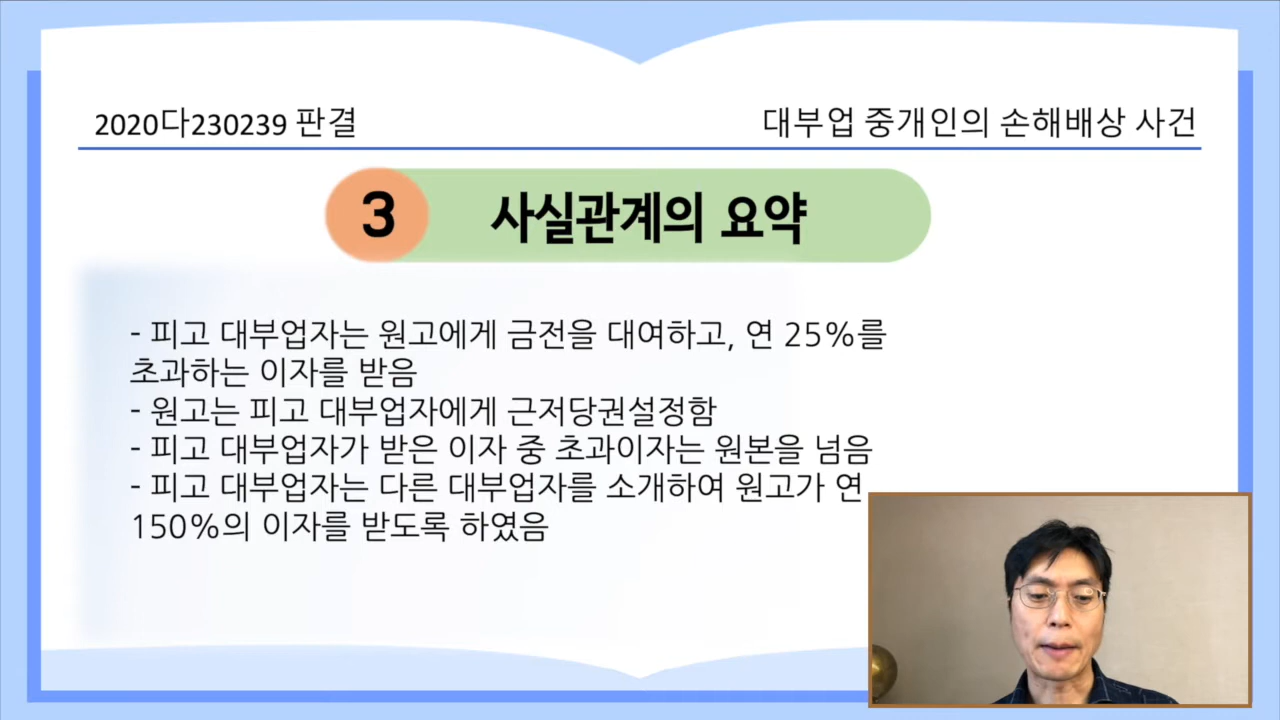 2020다230239 판결
대부업 중개인의 손해배상 사건
3
사실관계의 요약
- 피고 대부업자는 원고에게 금전을 대여하고, 연 25%를
초과하는 이자를 받음
- 원고는 피고 대부업자에게 근저당권설정함
- 피고 대부업자가 받은 이자 중 초과이자는 원본을 넘음
- 피고 대부업자는 다른 대부업자를 소개하여 원고가 연
150%의 이자를 받도록 하였음